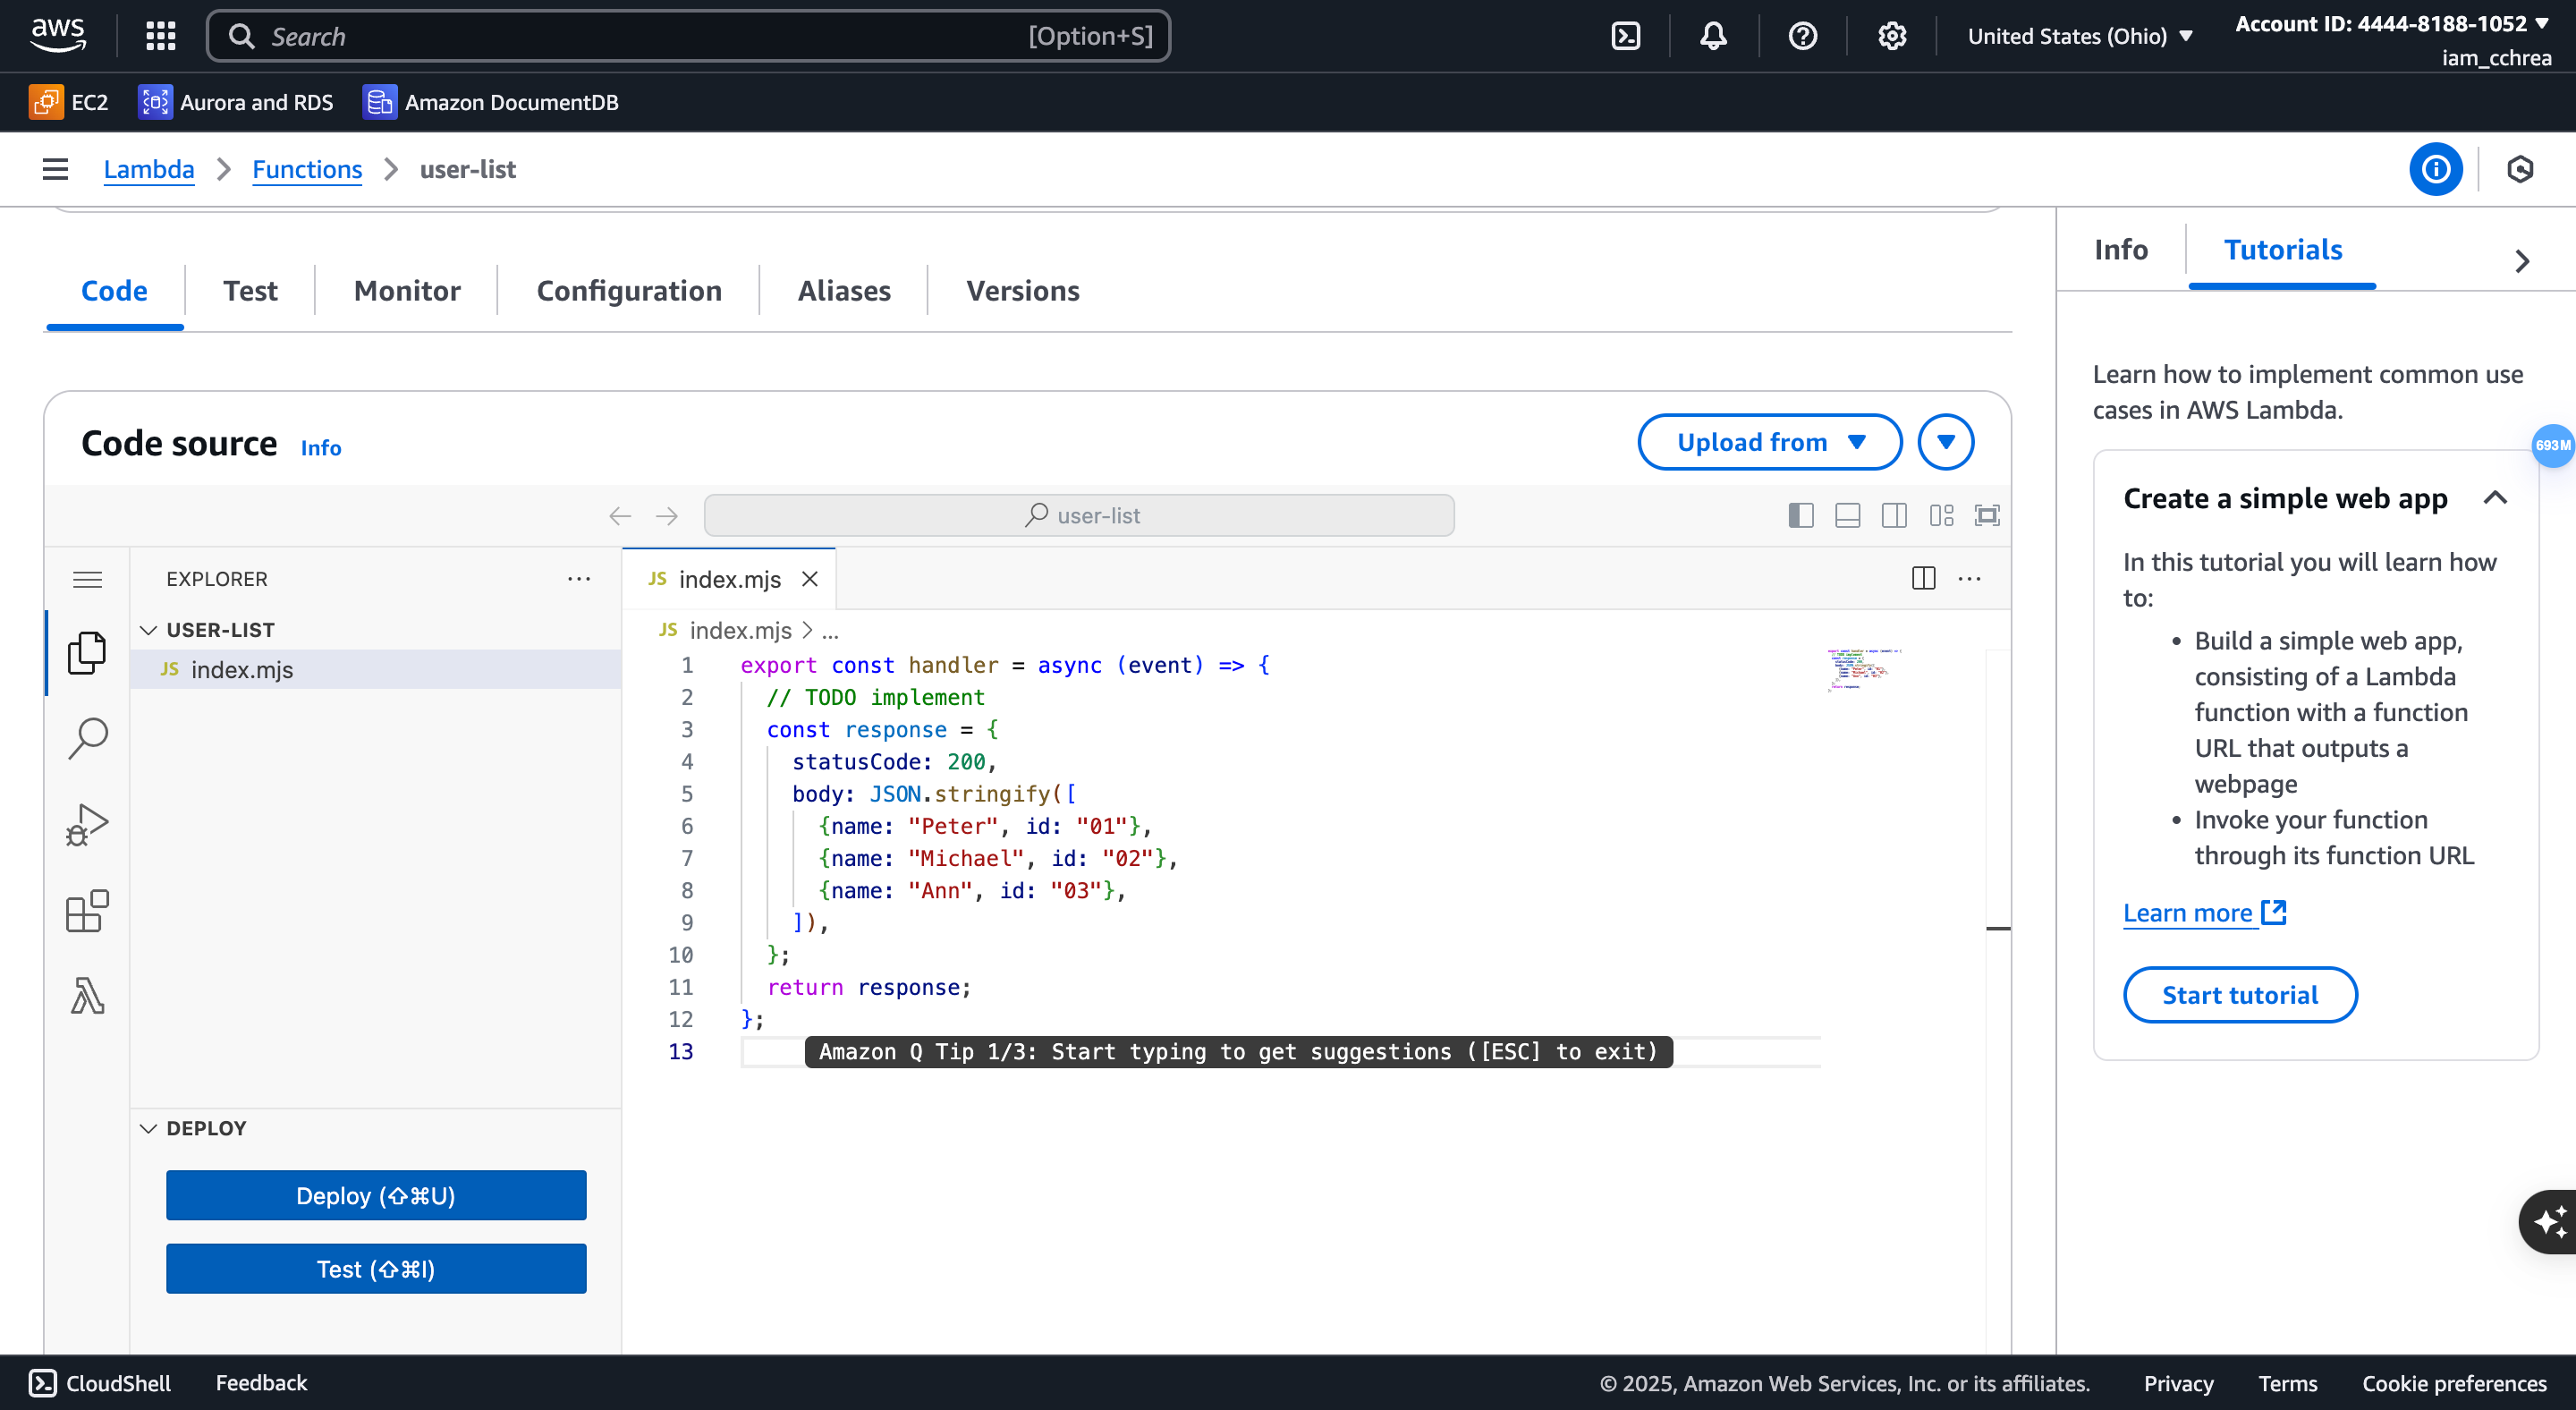 aws
Search [Option+S]
United States (Ohio)
Account ID: 4444-8188-1052
iam_cchrea
EC2
Aurora and RDS
Amazon DocumentDB
Lambda
Functions
user-list
Code
Test
Monitor
Configuration
Aliases
Versions
Info
Tutorials
Code source
Info
Upload from
user-list
EXPLORER
USER-LIST
JS index.mjs
JS index.mjs
JS index.mjs > ...
1 export const handler = async (event) => {
2 // TODO implement
3 const response = {
4 statusCode: 200,
5 body: JSON.stringify([
6 {name: "Peter", id: "01"},
7 {name: "Michael", id: "02"},
8 {name: "Ann", id: "03"},
9 ]),
10 };
11 return response;
12 };
13 Amazon Q Tip 1/3: Start typing to get suggestions ([ESC] to exit)
DEPLOY
Deploy (⇧⌘U)
Test (⇧⌘I)
Learn how to implement common use
cases in AWS Lambda.
693M
Create a simple web app
In this tutorial you will learn how
to:
• Build a simple web app,
consisting of a Lambda
function with a function
URL that outputs a
webpage
• Invoke your function
through its function URL
Learn more
Start tutorial
CloudShell
Feedback
© 2025, Amazon Web Services, Inc. or its affiliates.
Privacy
Terms
Cookie preferences